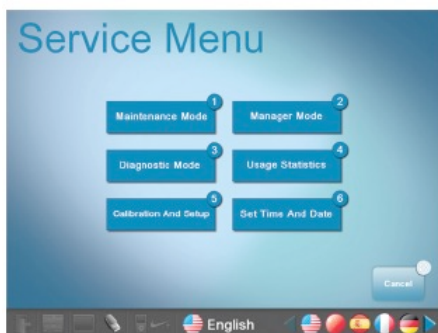 Service Menu
1
2
Maintenance Mode
Manager Mode
3
4
Diagnostic Mode
Usage Statistics
5
6
Calibration And Setup
Set Time And Date
Cancel
English